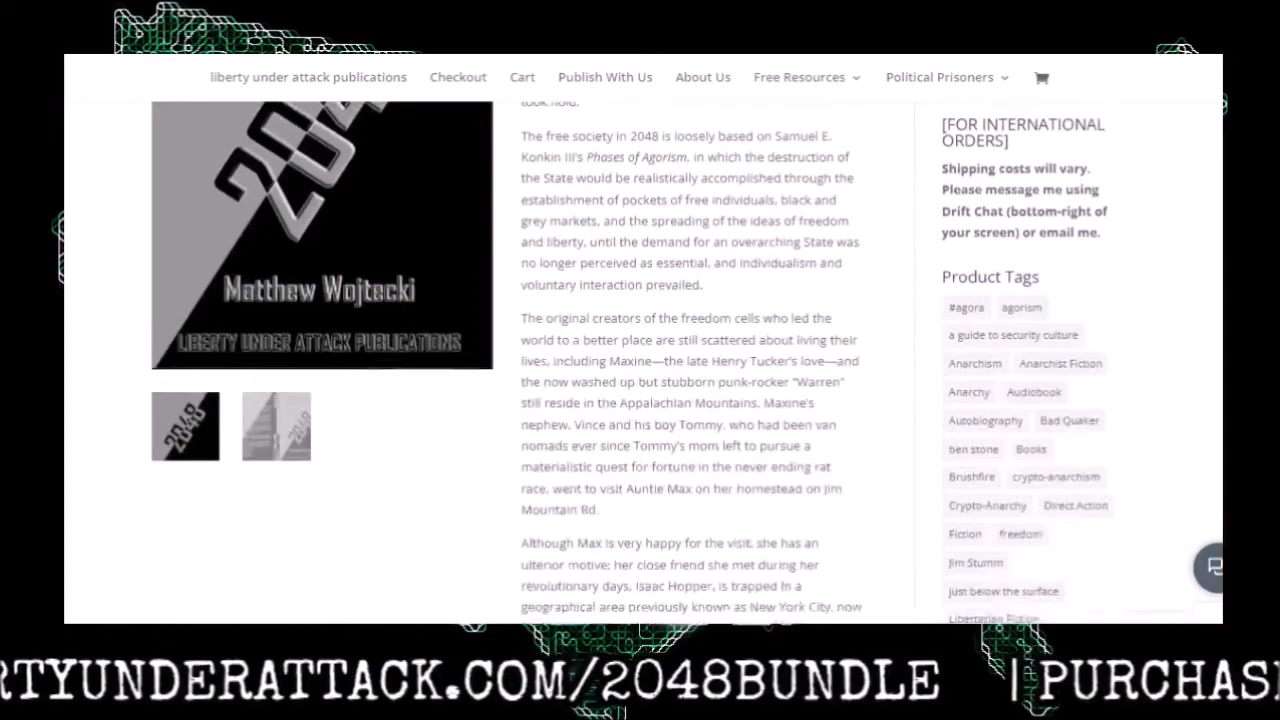 liberty under attack publications Checkout Cart Publish With Us About Us Free Resources Political Prisoners
2048
Matthew Wojtecki
LIBERTY UNDER ATTACK PUBLICATIONS
2048
took hold.
The free society in 2048 is loosely based on Samuel E.
Konkin III's Phases of Agorism, in which the destruction of
the State would be realistically accomplished through the
establishment of pockets of free individuals, black and
grey markets, and the spreading of the ideas of freedom
and liberty, until the demand for an overarching State was
no longer perceived as essential, and individualism and
voluntary interaction prevailed.
The original creators of the freedom cells who led the
world to a better place are still scattered about living their
lives, including Maxine—the late Henry Tucker's love—and
the now washed up but stubborn punk-rocker "Warren"
still reside in the Appalachian Mountains. Maxine's
nephew, Vince and his boy Tommy, who had been van
nomads ever since Tommy's mom left to pursue a
materialistic quest for fortune in the never ending rat
race, went to visit Auntie Max on her homestead on Jim
Mountain Rd.
Although Max is very happy for the visit, she has an
ulterior motive: her close friend she met during her
revolutionary days, Isaac Hopper, is trapped in a
geographical area previously known as New York City, now
[FOR INTERNATIONAL
ORDERS]
Shipping costs will vary.
Please message me using
Drift Chat (bottom-right of
your screen) or email me.
Product Tags
#agora agorism
a guide to security culture
Anarchism Anarchist Fiction
Anarchy Audiobook
Autobiography Bad Quaker
ben stone Books
Brushfire crypto-anarchism
Crypto-Anarchy Direct Action
Fiction freedom
Jim Stumm
Just below the surface
Libertarian Fiction
RTYUNDERATTACK.COM/2048BUNDLE | PURCHAS